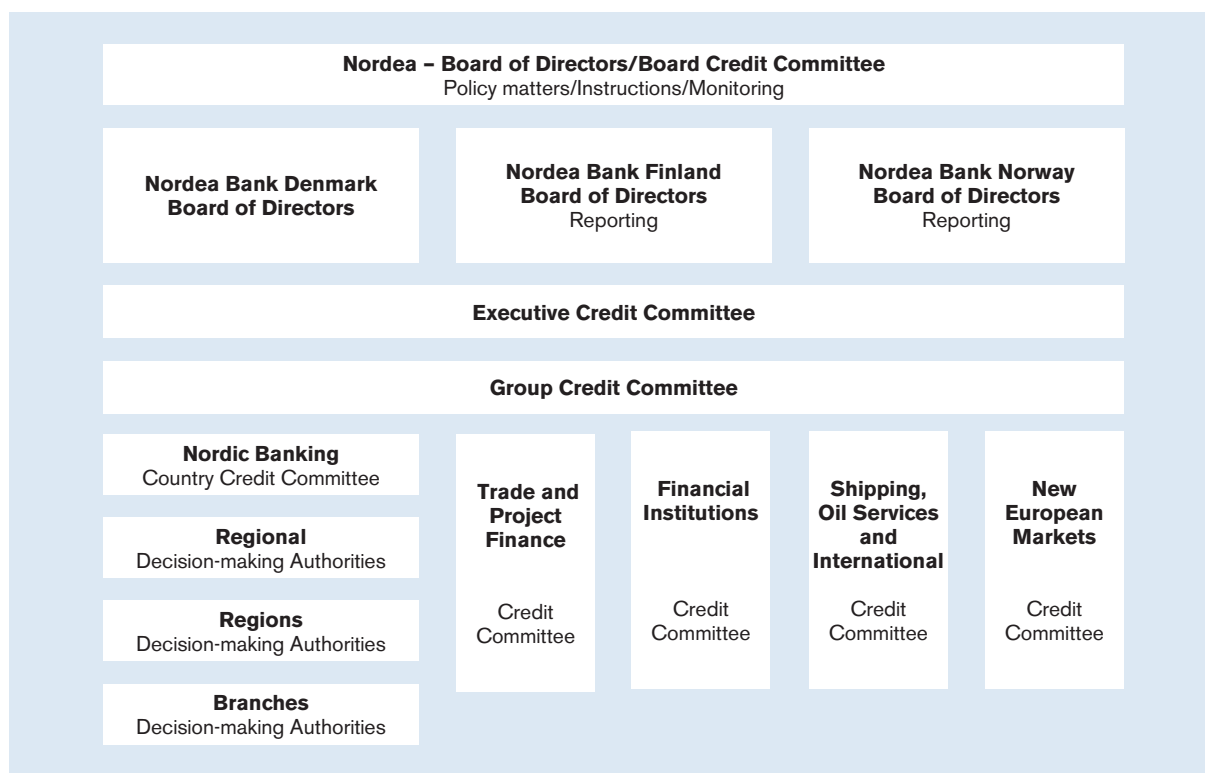 Nordea – Board of Directors/Board Credit Committee
Policy matters/Instructions/Monitoring
Nordea Bank Denmark
Board of Directors
Nordea Bank Finland
Board of Directors
Reporting
Nordea Bank Norway
Board of Directors
Reporting
Executive Credit Committee
Group Credit Committee
Nordic Banking
Country Credit Committee
Regional
Decision-making Authorities
Regions
Decision-making Authorities
Branches
Decision-making Authorities
Trade and
Project
Finance
Credit
Committee
Financial
Institutions
Credit
Committee
Shipping,
Oil Services
and
International
Credit
Committee
New
European
Markets
Credit
Committee